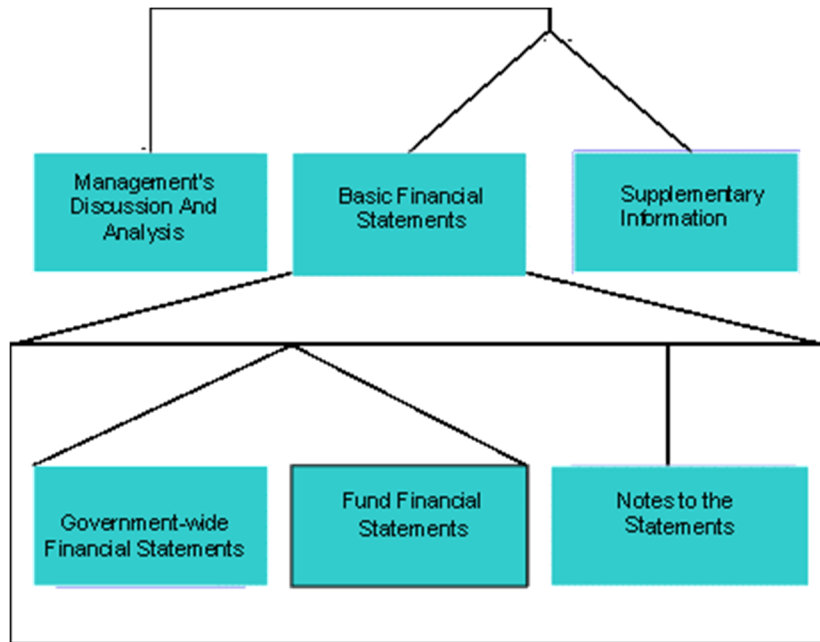 Management's
Discussion And
Analysis
Basic Financial
Statements
Supplementary
Information
Government-wide
Financial Statements
Fund Financial
Statements
Notes to the
Statements